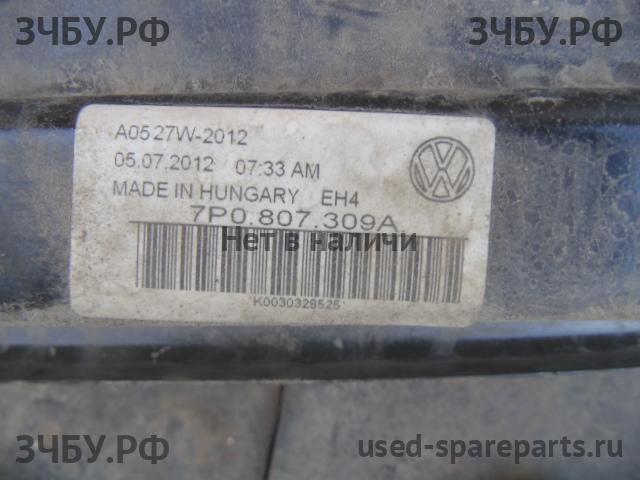 ЗЧБУ.РФ ЗЧБУ.РФ
A0527W-2012
05.07.2012 07:33 AM
MADE IN HUNGARY EH4
7P0.807.309A
Нет в наличи
K0030329525
ЗЧБУ.РФ
used-spareparts.ru